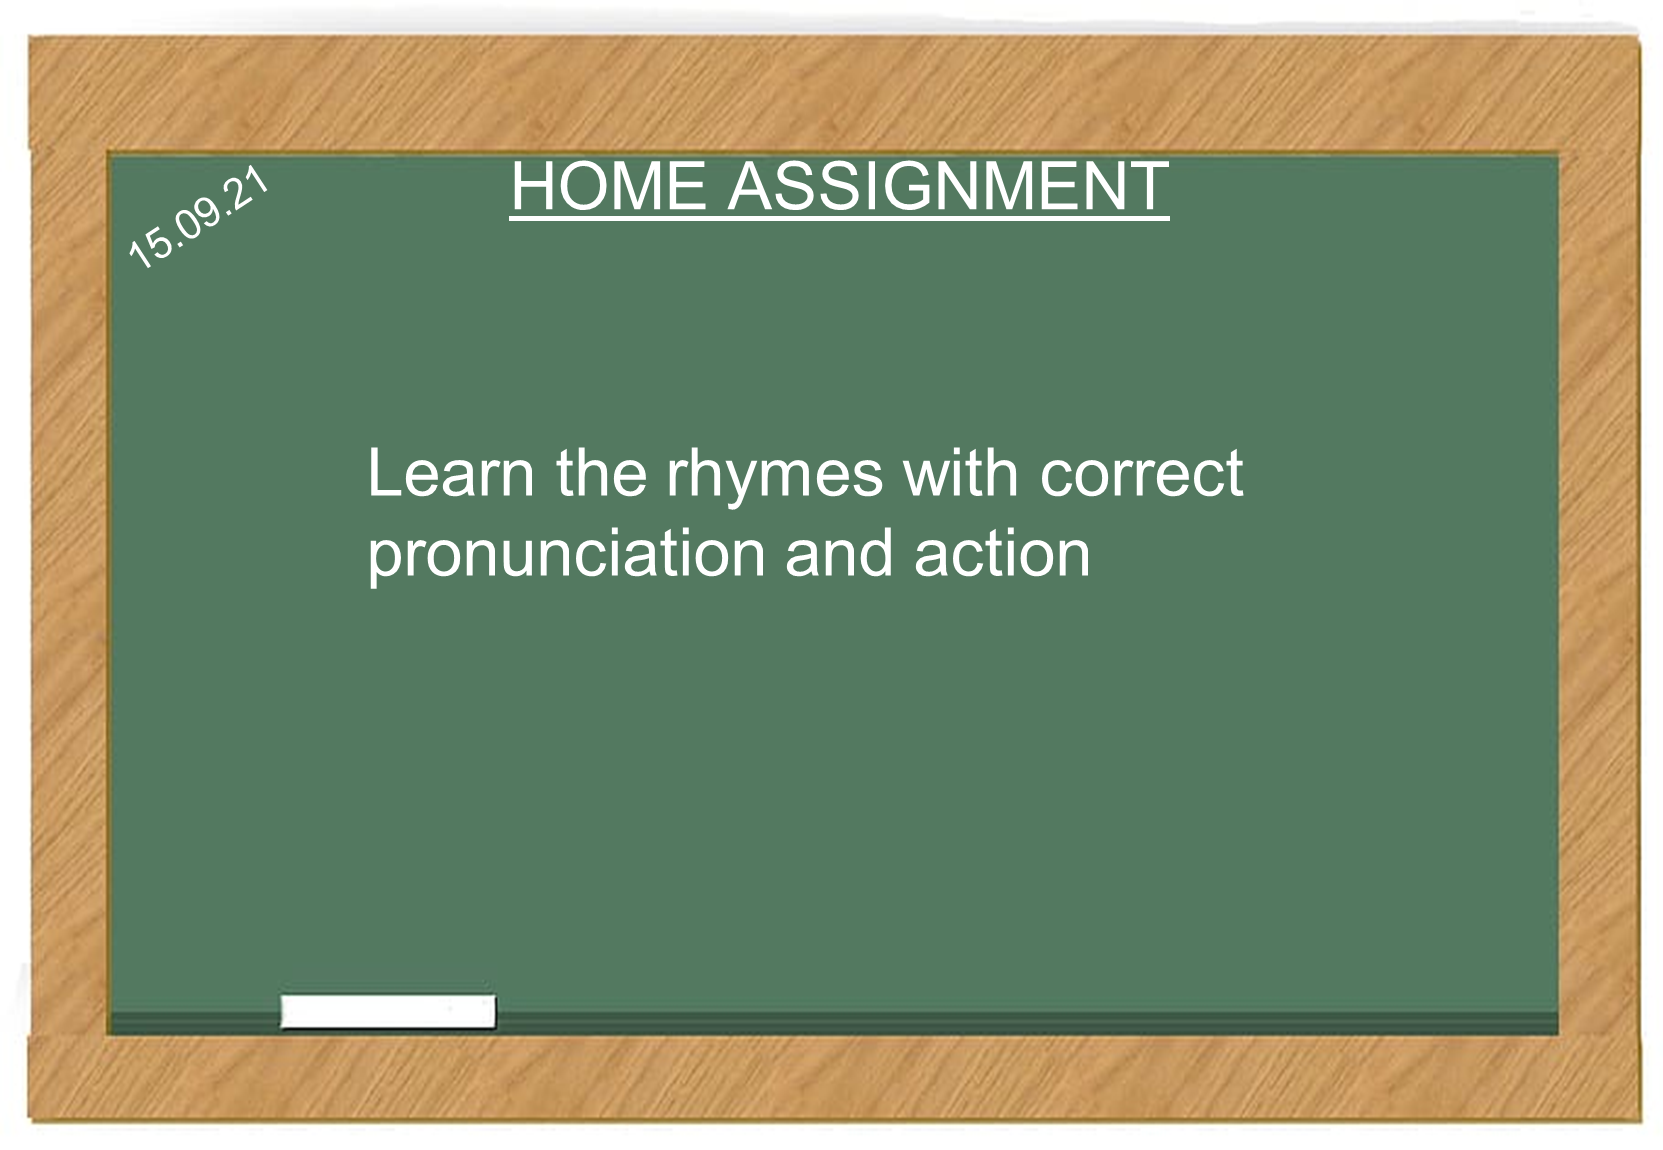 HOME ASSIGNMENT
15.09.21
Learn the rhymes with correct
pronunciation and action